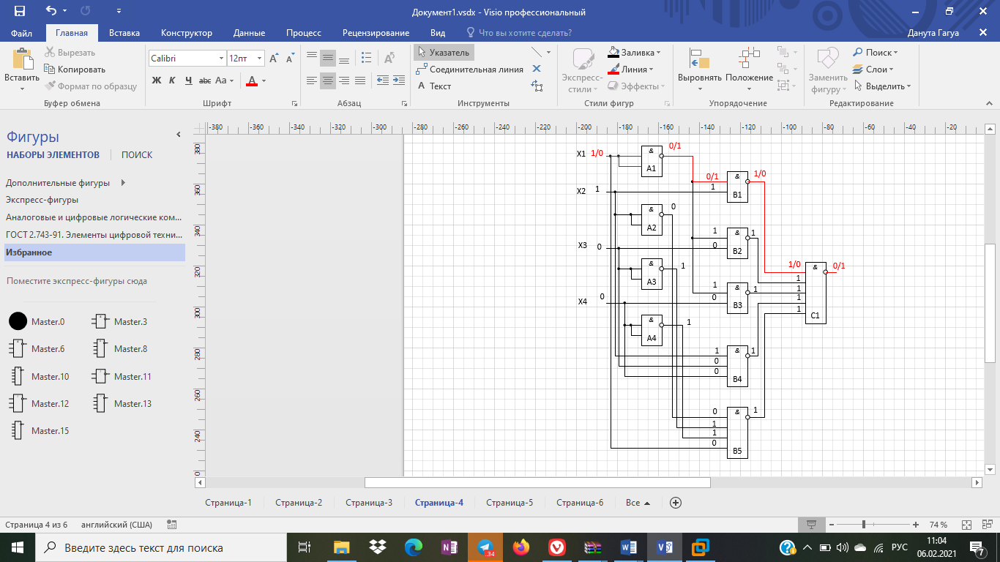 Документ1.vsdx - Visio профессиональный
Файл Главная Вставка Конструктор Данные Процесс Рецензирование Вид Что вы хотите сделать? Данута Гагуа
Вставить
Вырезать
Копировать
Формат по образцу
Буфер обмена
Calibri 12пт
Ж К Ч abc Aa A
Шрифт
Абзац
Указатель
Соединительная линия
A Текст
Инструменты
Экспресс-стили
Заливка
Линия
Эффекты
Стили фигур
Выровнять Положение
Упорядочение
Заменить фигуру
Поиск
Слои
Выделить
Редактирование
Фигуры
НАБОРЫ ЭЛЕМЕНТОВ ПОИСК
Дополнительные фигуры
Экспресс-фигуры
Аналоговые и цифровые логические ком...
ГОСТ 2.743-91. Элементы цифровой техни...
Избранное
Поместите экспресс-фигуры сюда
Master.0 Master.3
Master.6 Master.8
Master.10 Master.11
Master.12 Master.13
Master.15
-380 -360 -340 -320 -300 -280 -260 -240 -220 -200 -180 -160 -140 -120 -100 -80 -60 -40 -20
380
360
340
320
300
280
260
240
0
X1 1/0 & A1 0/1
0/1 1 & B1 1/0
X2 1
& A2 0
1 0 & B2 1
X3 0
& A3 1
1/0 1 1 1 1 & C1 0/1
1 0 & B3 1
X4 0
& A4 1
1 0 0 & B4 1
0 1 1 0 & B5 1
Страница-1 Страница-2 Страница-3 Страница-4 Страница-5 Страница-6 Все
Страница 4 из 6 английский (США) 74 %
Введите здесь текст для поиска
34
РУС
11:04
06.02.2021
7